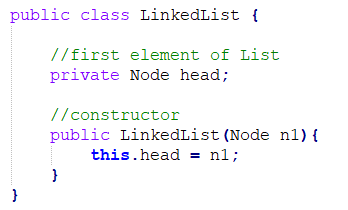 public class LinkedList {
//first element of List
private Node head;
//constructor
public LinkedList(Node n1){
this.head = n1;
}
}